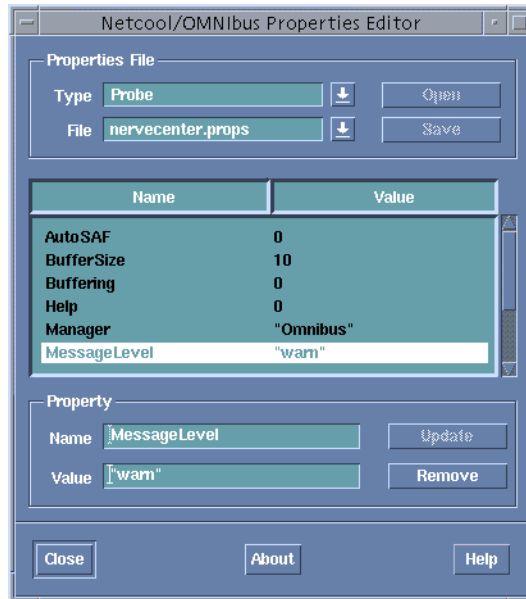 Netcool/OMNIbus Properties Editor
Properties File
Type Probe Open
File nervecenter.props Save
Name Value
AutoSAF 0
BufferSize 10
Buffering 0
Help 0
Manager "Omnibus"
MessageLevel "warn"
Property
Name MessageLevel Update
Value "warn" Remove
Close About Help